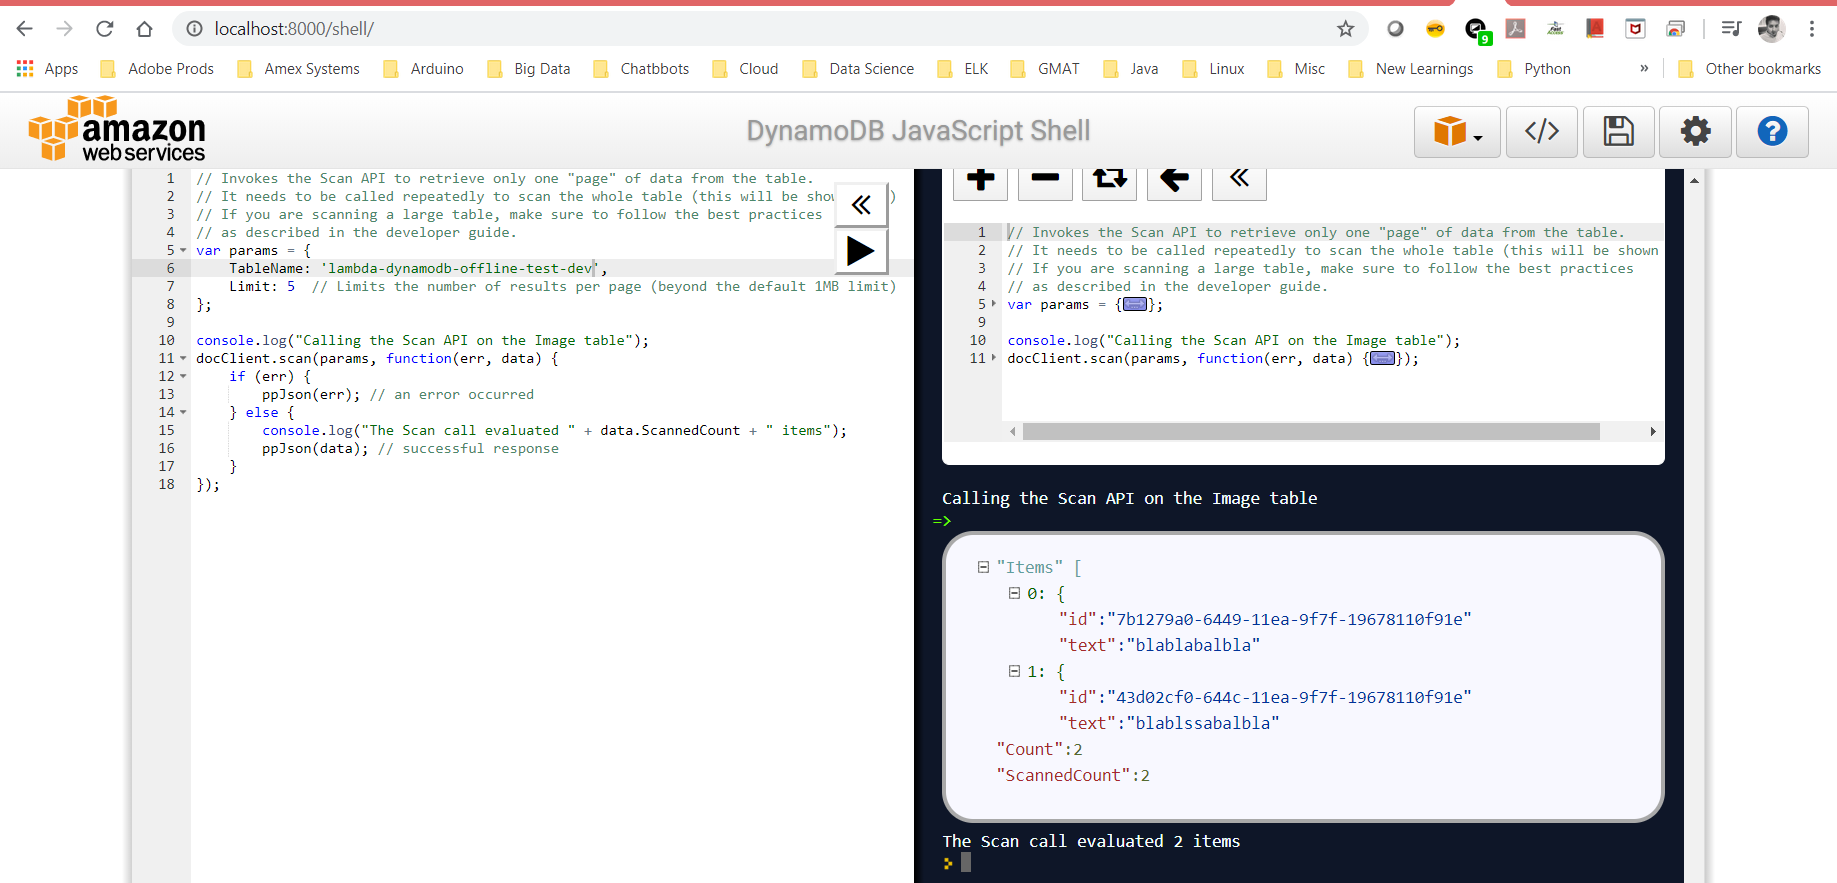 localhost:8000/shell/
9
Apps Adobe Prods Amex Systems Arduino Big Data Chatbbots Cloud Data Science ELK GMAT Java Linux Misc New Learnings Python » Other bookmarks
amazon
web services
DynamoDB JavaScript Shell
</>
?
1 // Invokes the Scan API to retrieve only one "page" of data from the table.
2 // It needs to be called repeatedly to scan the whole table (this will be )
3 // If you are scanning a large table, make sure to follow the best practices
4 // as described in the developer guide.
5 var params = {
6 TableName: 'lambda-dynamodb-offline-test-dev',
7 Limit: 5 // Limits the number of results per page (beyond the default 1MB limit)
8 };
9
10 console.log("Calling the Scan API on the Image table");
11 docClient.scan(params, function(err, data) {
12 if (err) {
13 ppJson(err); // an error occurred
14 } else {
15 console.log("The Scan call evaluated " + data.ScannedCount + " items");
16 ppJson(data); // successful response
17 }
18 });
1 // Invokes the Scan API to retrieve only one "page" of data from the table.
2 // It needs to be called repeatedly to scan the whole table (this will be shown
3 // If you are scanning a large table, make sure to follow the best practices
4 // as described in the developer guide.
5 var params = {};
9
10 console.log("Calling the Scan API on the Image table");
11 docClient.scan(params, function(err, data) {});
Calling the Scan API on the Image table
=>
"Items" [
0: {
"id":"7b1279a0-6449-11ea-9f7f-19678110f91e"
"text":"blablabalbla"
1: {
"id":"43d02cf0-644c-11ea-9f7f-19678110f91e"
"text":"blablssabalbla"
"Count":2
"ScannedCount":2
The Scan call evaluated 2 items